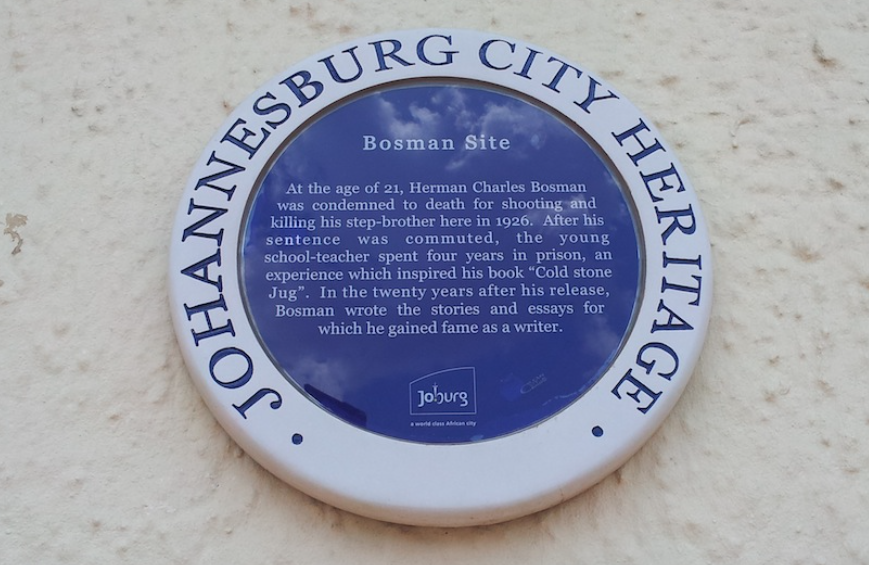 JOHANNESBURG CITY HERITAGE
Bosman Site
At the age of 21, Herman Charles Bosman
was condemned to death for shooting and
killing his step-brother here in 1926. After his
sentence was commuted, the young
school-teacher spent four years in prison, an
experience which inspired his book “Cold stone
Jug”. In the twenty years after his release,
Bosman wrote the stories and essays for
which he gained fame as a writer.
Joburg
a world class African city